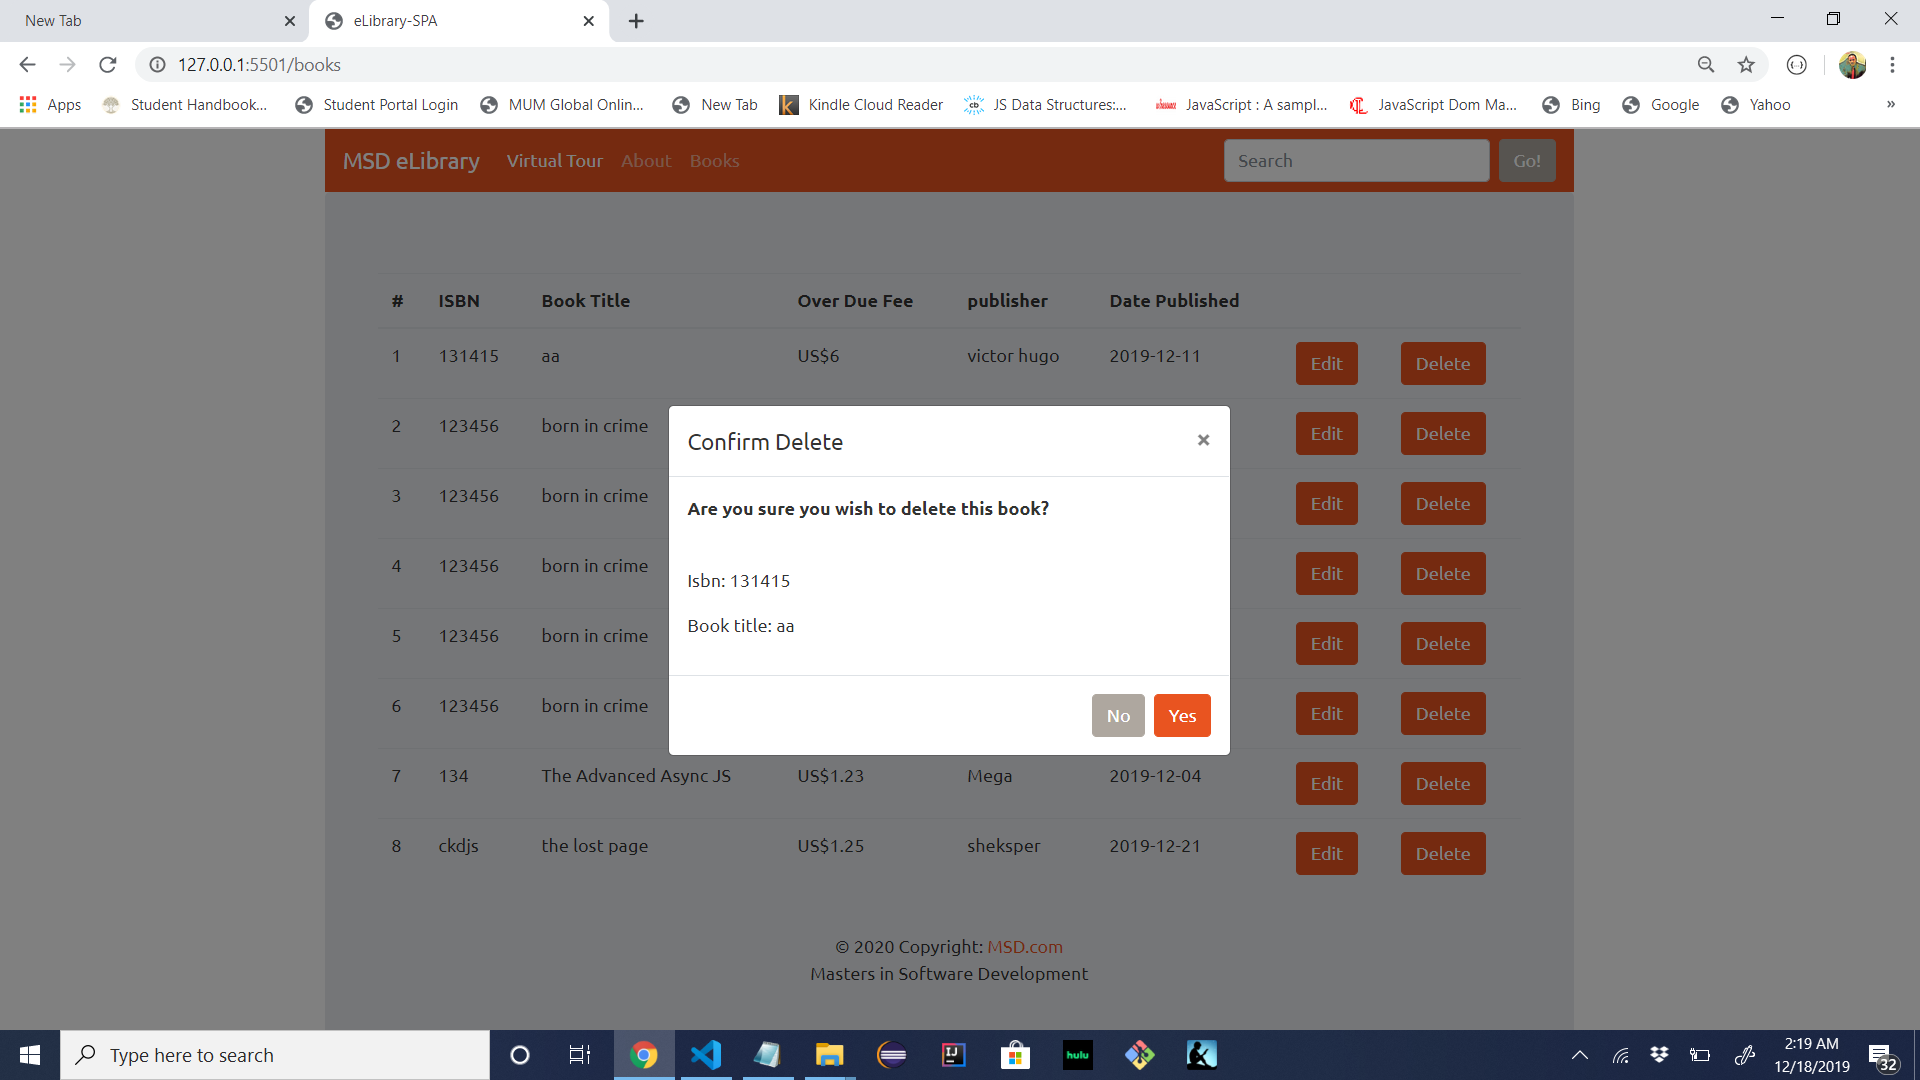 New Tab
eLibrary-SPA
127.0.0.1:5501/books
Apps Student Handbook... Student Portal Login MUM Global Onlin... New Tab Kindle Cloud Reader JS Data Structures:... JavaScript : A sampl... JavaScript Dom Ma... Bing Google Yahoo »
MSD eLibrary Virtual Tour About Books Search Go!
# ISBN Book Title Over Due Fee publisher Date Published
1 131415 aa US$6 victor hugo 2019-12-11 Edit Delete
2 123456 born in crime Edit Delete
3 123456 born in crime Edit Delete
4 123456 born in crime Edit Delete
5 123456 born in crime Edit Delete
6 123456 born in crime Edit Delete
Confirm Delete ×
Are you sure you wish to delete this book?
Isbn: 131415
Book title: aa
No Yes
7 134 The Advanced Async JS US$1.23 Mega 2019-12-04 Edit Delete
8 ckdjs the lost page US$1.25 sheksper 2019-12-21 Edit Delete
© 2020 Copyright: MSD.com
Masters in Software Development
Type here to search
hulu
2:19 AM
12/18/2019
32